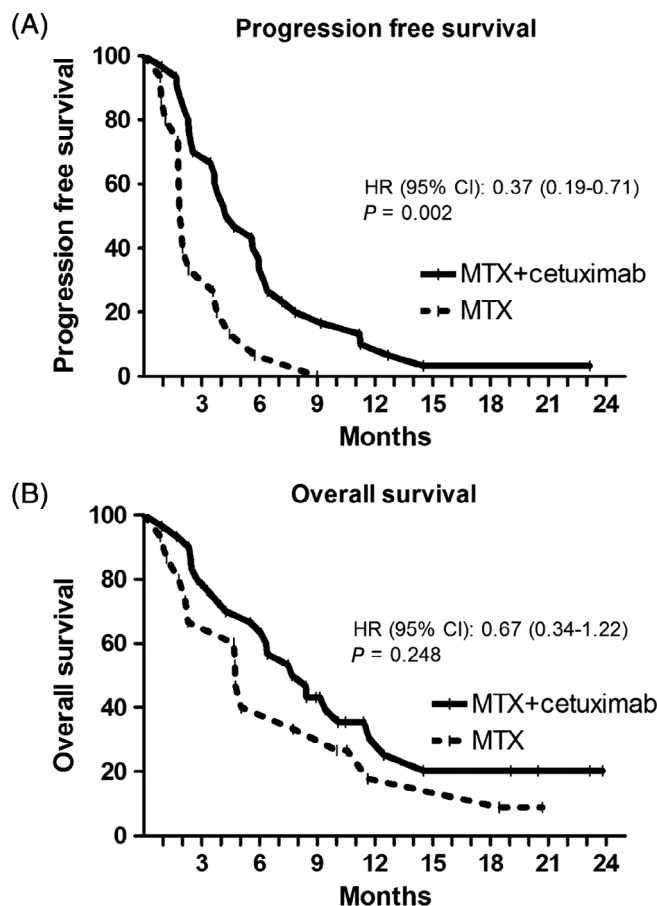 (A)
Progression free survival
Progression free survival
100
80
60
40
20
0
HR (95% CI): 0.37 (0.19-0.71)
P = 0.002
MTX+cetuximab
MTX
3 6 9 12 15 18 21 24
Months
(B)
Overall survival
Overall survival
100
80
60
40
20
0
HR (95% CI): 0.67 (0.34-1.22)
P = 0.248
MTX+cetuximab
MTX
3 6 9 12 15 18 21 24
Months